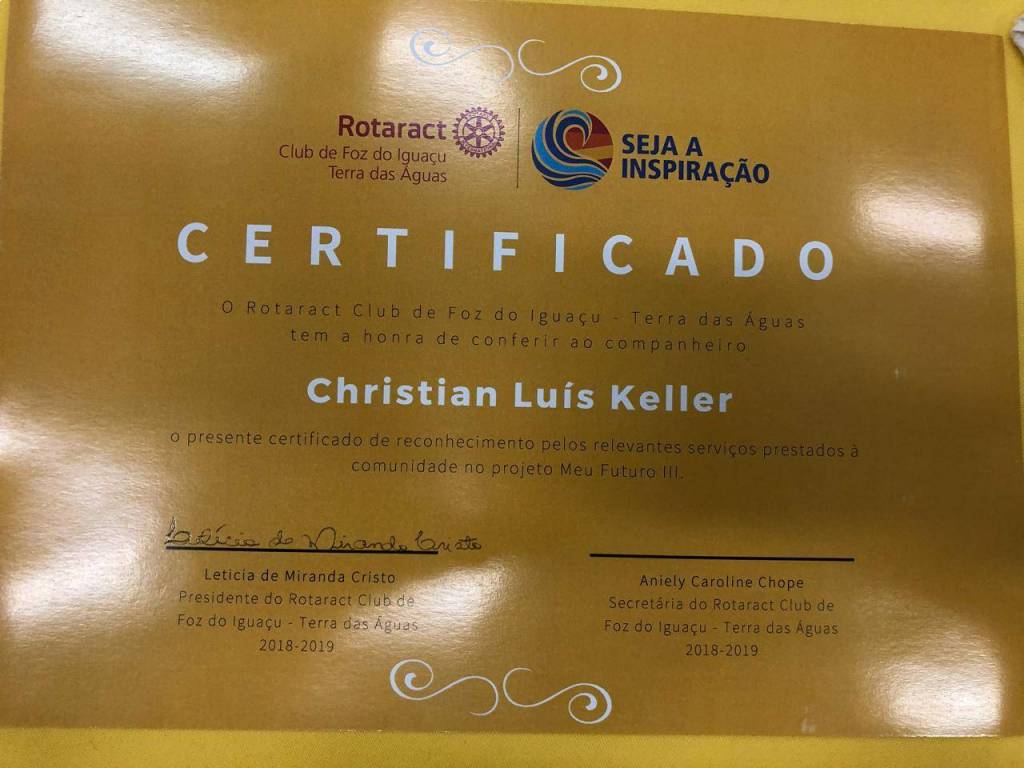 Rotaract
Club de Foz do Iguaçu
Terra das Águas
SEJA A
INSPIRAÇÃO
CERTIFICADO
O Rotaract Club de Foz do Iguaçu - Terra das Águas
tem a honra de conferir ao companheiro
Christian Luís Keller
o presente certificado de reconhecimento pelos relevantes serviços prestados à
comunidade no projeto Meu Futuro III.
Letícia de Miranda Cristo
Leticia de Miranda Cristo
Presidente do Rotaract Club de
Foz do Iguaçu - Terra das Águas
2018-2019
Aniely Caroline Chope
Secretária do Rotaract Club de
Foz do Iguaçu - Terra das Águas
2018-2019